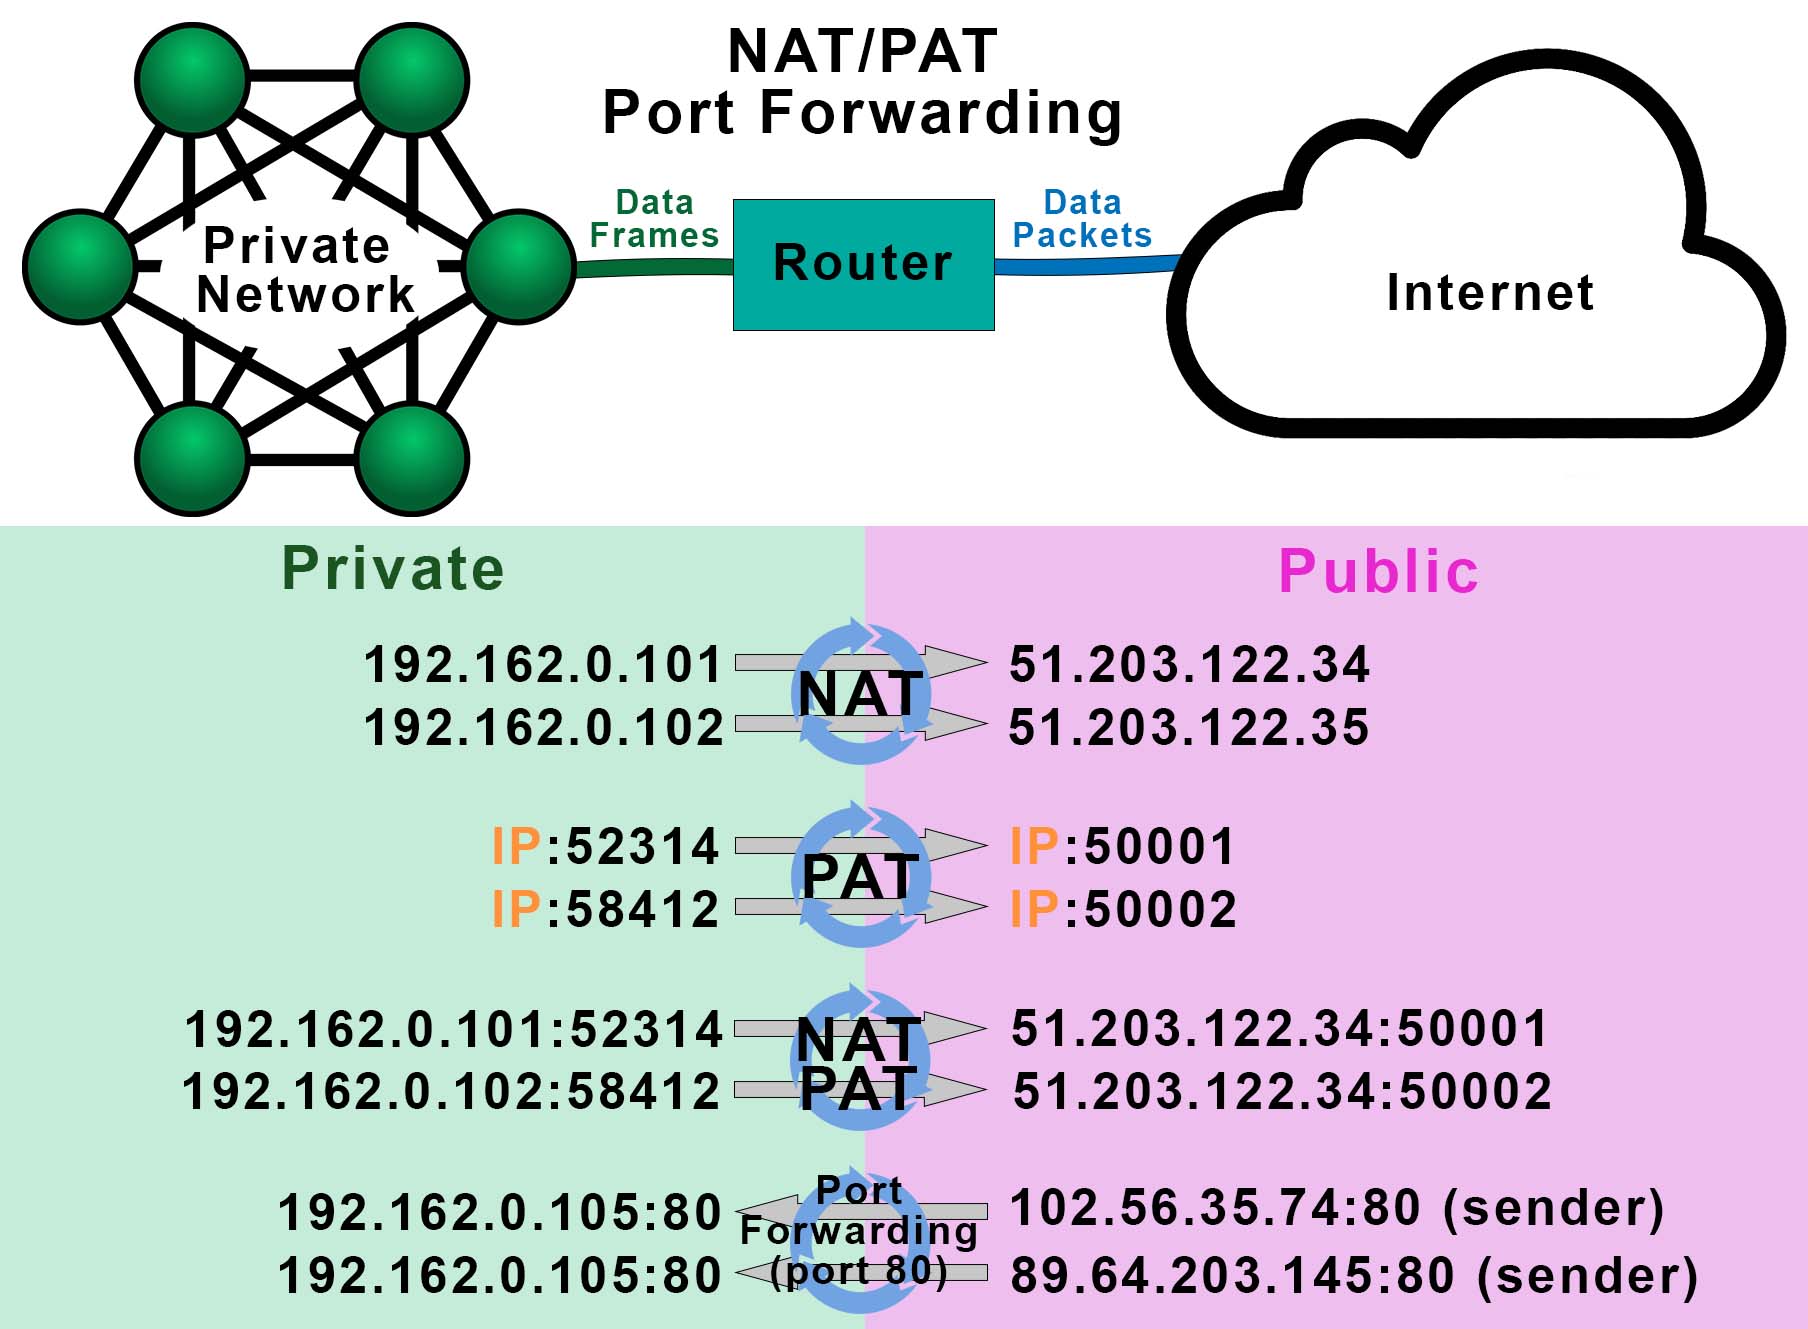 NAT/PAT
Port Forwarding
Data
Frames
Data
Packets
Private
Network
Router
Internet
Private
Public
192.162.0.101
NAT
51.203.122.34
192.162.0.102
51.203.122.35
IP:52314
PAT
IP:50001
IP:58412
IP:50002
192.162.0.101:52314
NAT
51.203.122.34:50001
192.162.0.102:58412
PAT
51.203.122.34:50002
192.162.0.105:80
Port
Forwarding
(port 80)
102.56.35.74:80 (sender)
192.162.0.105:80
89.64.203.145:80 (sender)